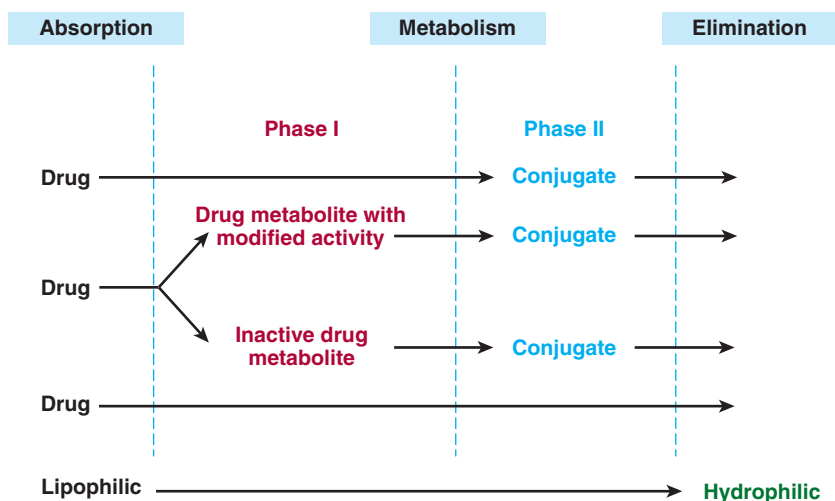 Absorption
Metabolism
Elimination
Phase I
Phase II
Drug
Conjugate
Drug metabolite with
modified activity
Conjugate
Drug
Inactive drug
metabolite
Conjugate
Drug
Lipophilic
Hydrophilic